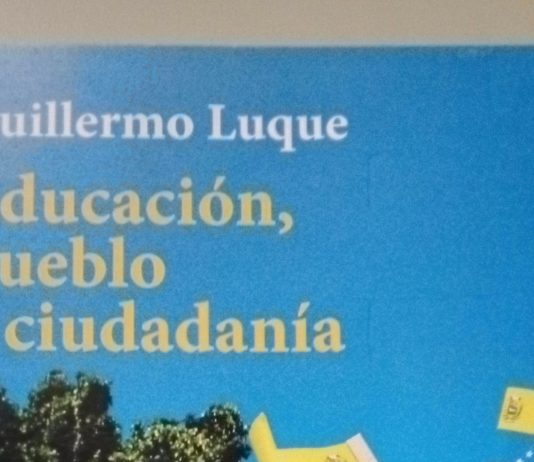 uillermo Luque
ducación,
ueblo
ciudadanía